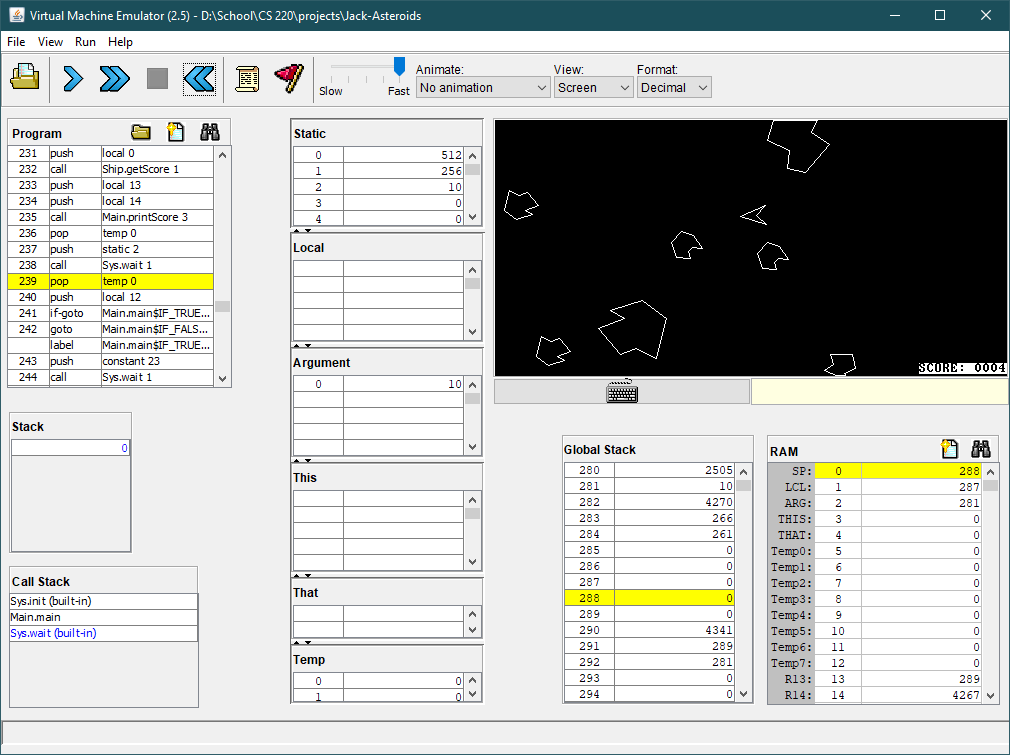 Virtual Machine Emulator (2.5) - D:\School\CS 220\projects\Jack-Asteroids
File View Run Help
Slow Fast
Animate:
No animation
View:
Screen
Format:
Decimal
Program
231 push local 0
232 call Ship.getScore 1
233 push local 13
234 push local 14
235 call Main.printScore 3
236 pop temp 0
237 push static 2
238 call Sys.wait 1
239 pop temp 0
240 push local 12
241 if-goto Main.main$IF_TRUE...
242 goto Main.main$IF_FALS...
label Main.main$IF_TRUE...
243 push constant 23
244 call Sys.wait 1
Stack
0
Call Stack
Sys.init (built-in)
Main.main
Sys.wait (built-in)
Static
0 512
1 256
2 10
3 0
4 0
Local
Argument
0 10
This
That
Temp
0 0
1 0
SCORE: 0004
Global Stack
280 2505
281 10
282 4270
283 266
284 261
285 0
286 0
287 0
288 0
289 0
290 4341
291 289
292 281
293 0
294 0
RAM
SP: 0 288
LCL: 1 287
ARG: 2 281
THIS: 3 0
THAT: 4 0
Temp0: 5 0
Temp1: 6 0
Temp2: 7 0
Temp3: 8 0
Temp4: 9 0
Temp5: 10 0
Temp6: 11 0
Temp7: 12 0
R13: 13 289
R14: 14 4267